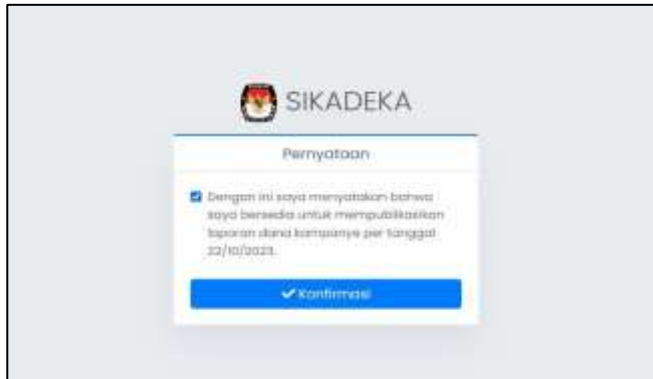 SIKADEKA
Pernyataan
Dengan ini saya menyatakan bahwa
saya bersedia untuk mempublikasikan
laporan dana kampanye per tanggal
22/10/2023.
Konfirmasi